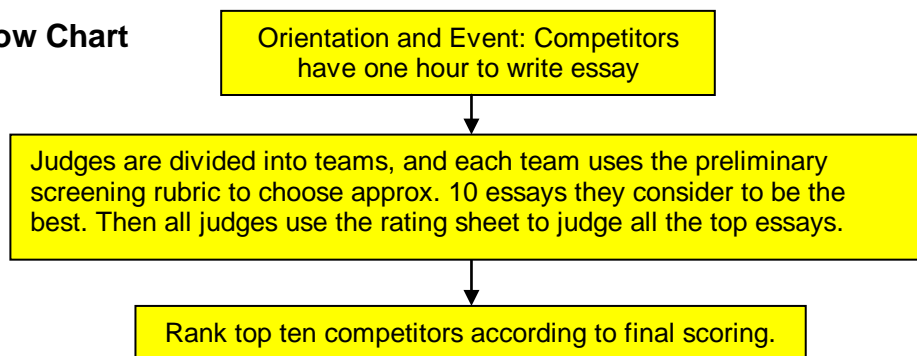 ow Chart
Orientation and Event: Competitors
have one hour to write essay
Judges are divided into teams, and each team uses the preliminary
screening rubric to choose approx. 10 essays they consider to be the
best. Then all judges use the rating sheet to judge all the top essays.
Rank top ten competitors according to final scoring.